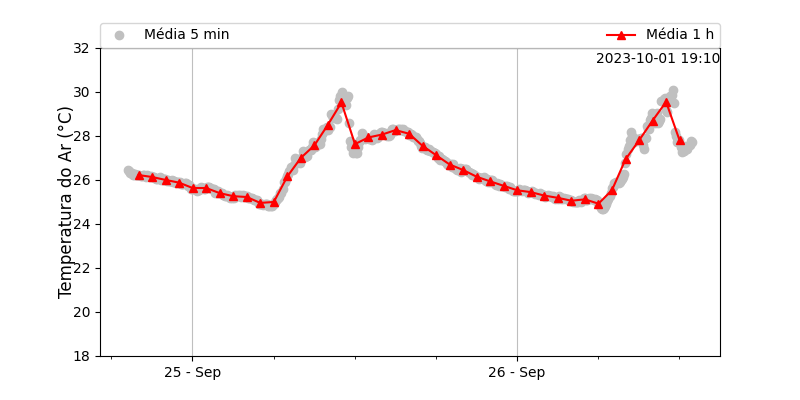 Média 5 min
Média 1 h
2023-10-01 19:10
Temperatura do Ar (°C)
32
30
28
26
24
22
20
18
25 - Sep
26 - Sep